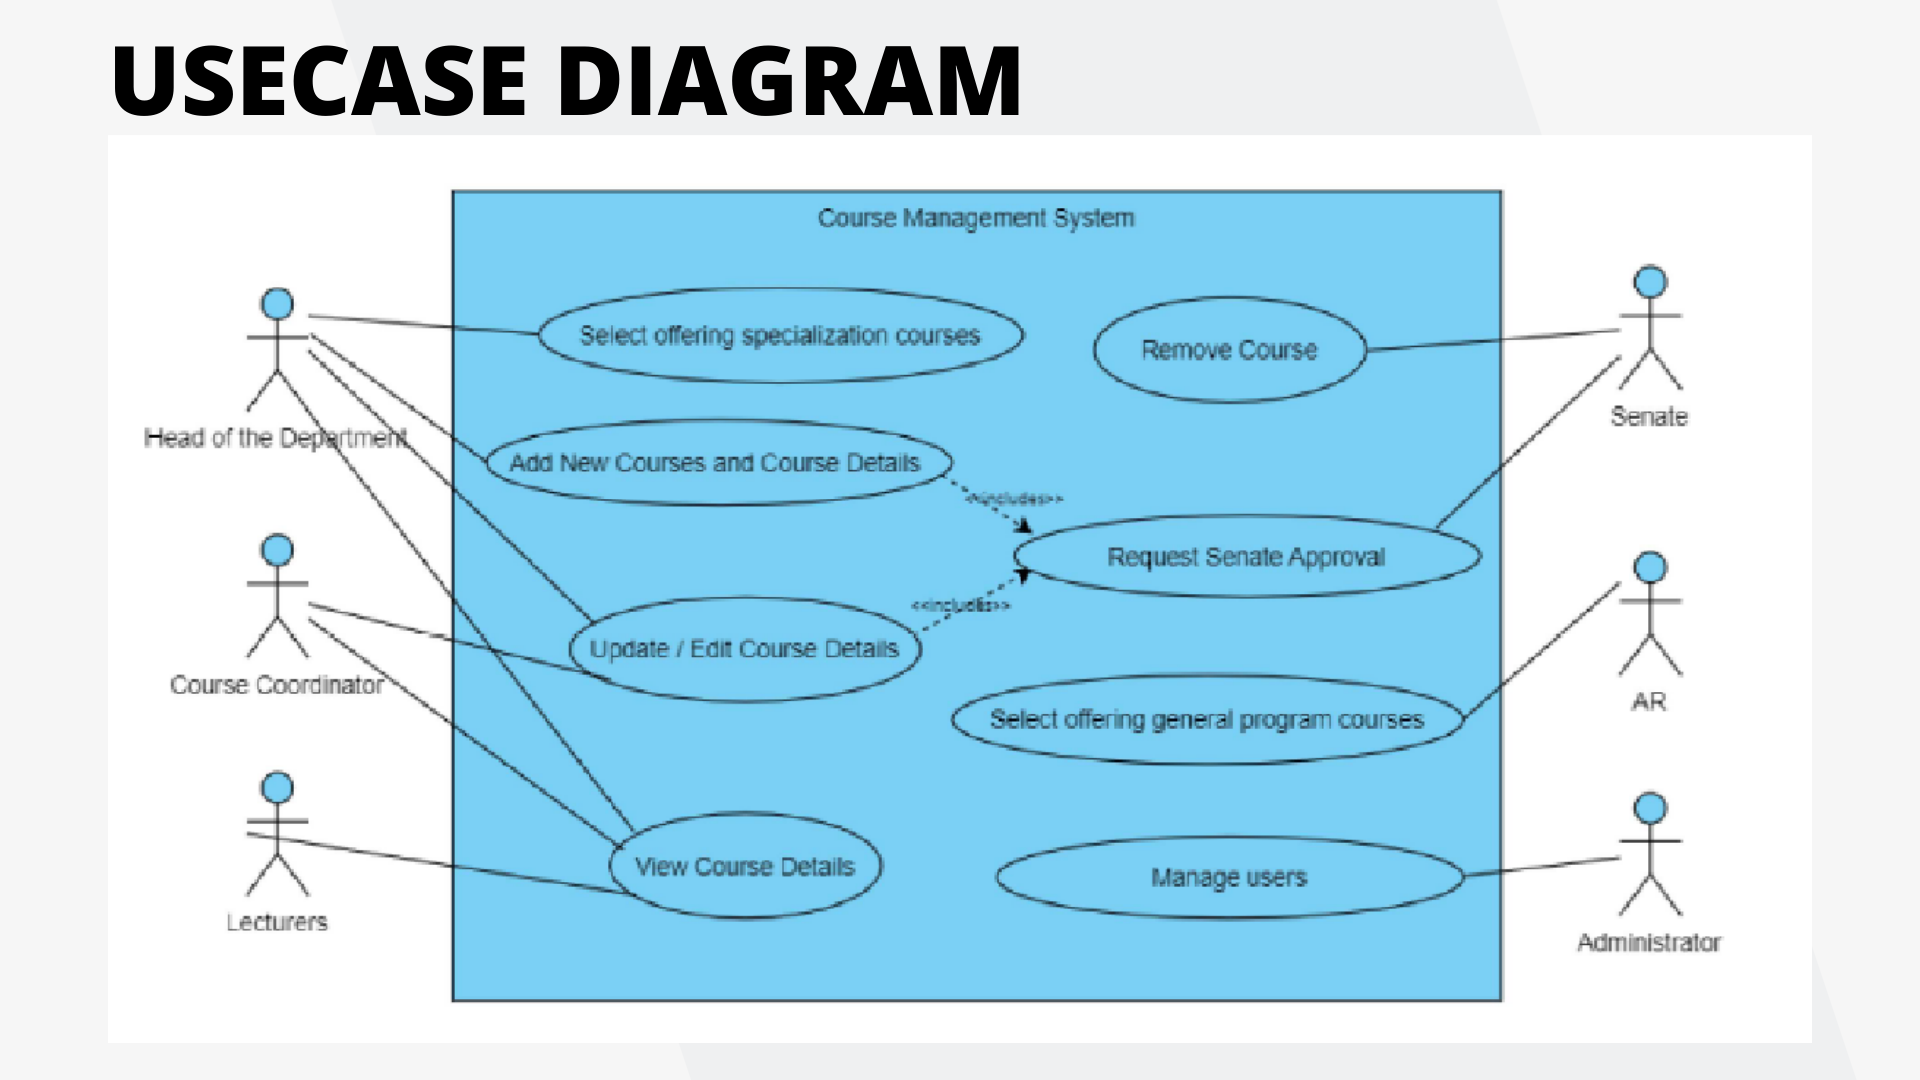 USECASE DIAGRAM
Course Management System
Select offering specialization courses
Remove Course
Head of the Department
Senate
Add New Courses and Course Details
<<includes>>
Request Senate Approval
<<includes>>
Update / Edit Course Details
Course Coordinator
AR
Select offering general program courses
View Course Details
Manage users
Lecturers
Administrator